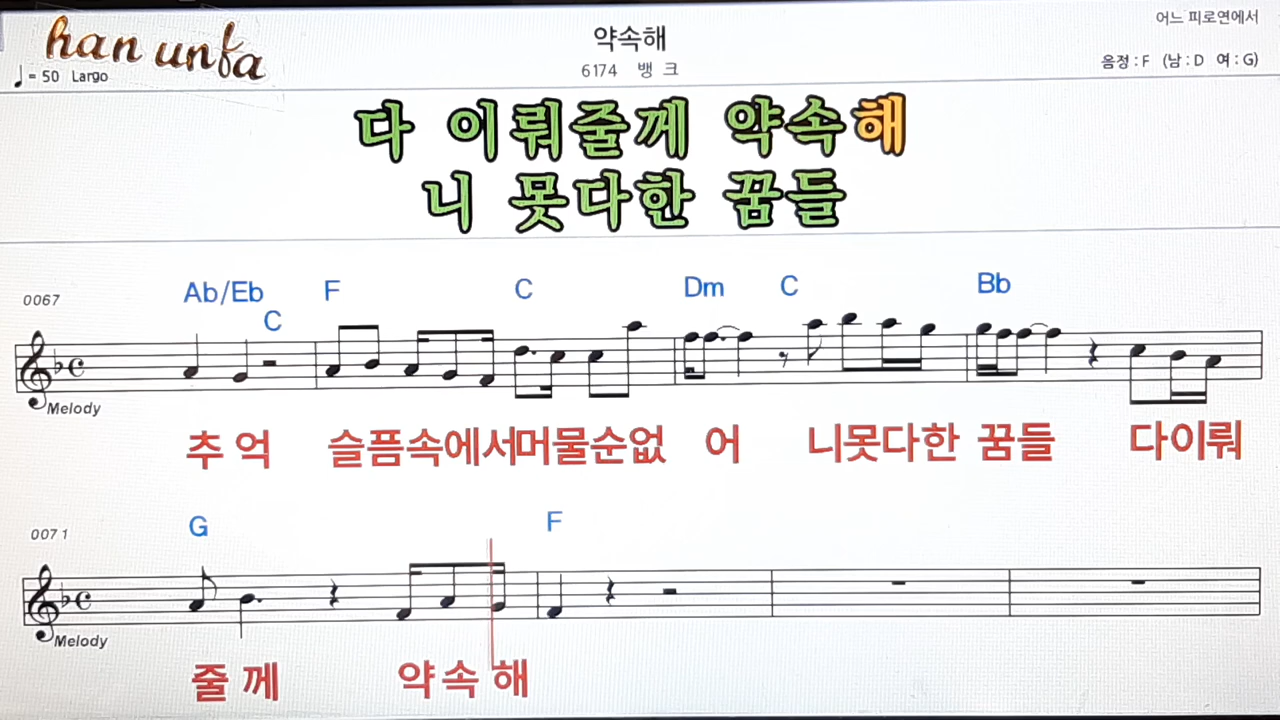 han unfa
♩= 50 Largo
약속해
6174 뱅 크
어느 피로연에서
음정 : F (남 : D 여 : G)
다 이뤄줄께 약속해
니 못다한 꿈들
0067
Ab/Eb C F C Dm C Bb
Melody
추 억 슬픔속에서머물순없 어 니못다한 꿈들 다이뤄
0071
G F
Melody
줄 께 약 속 해